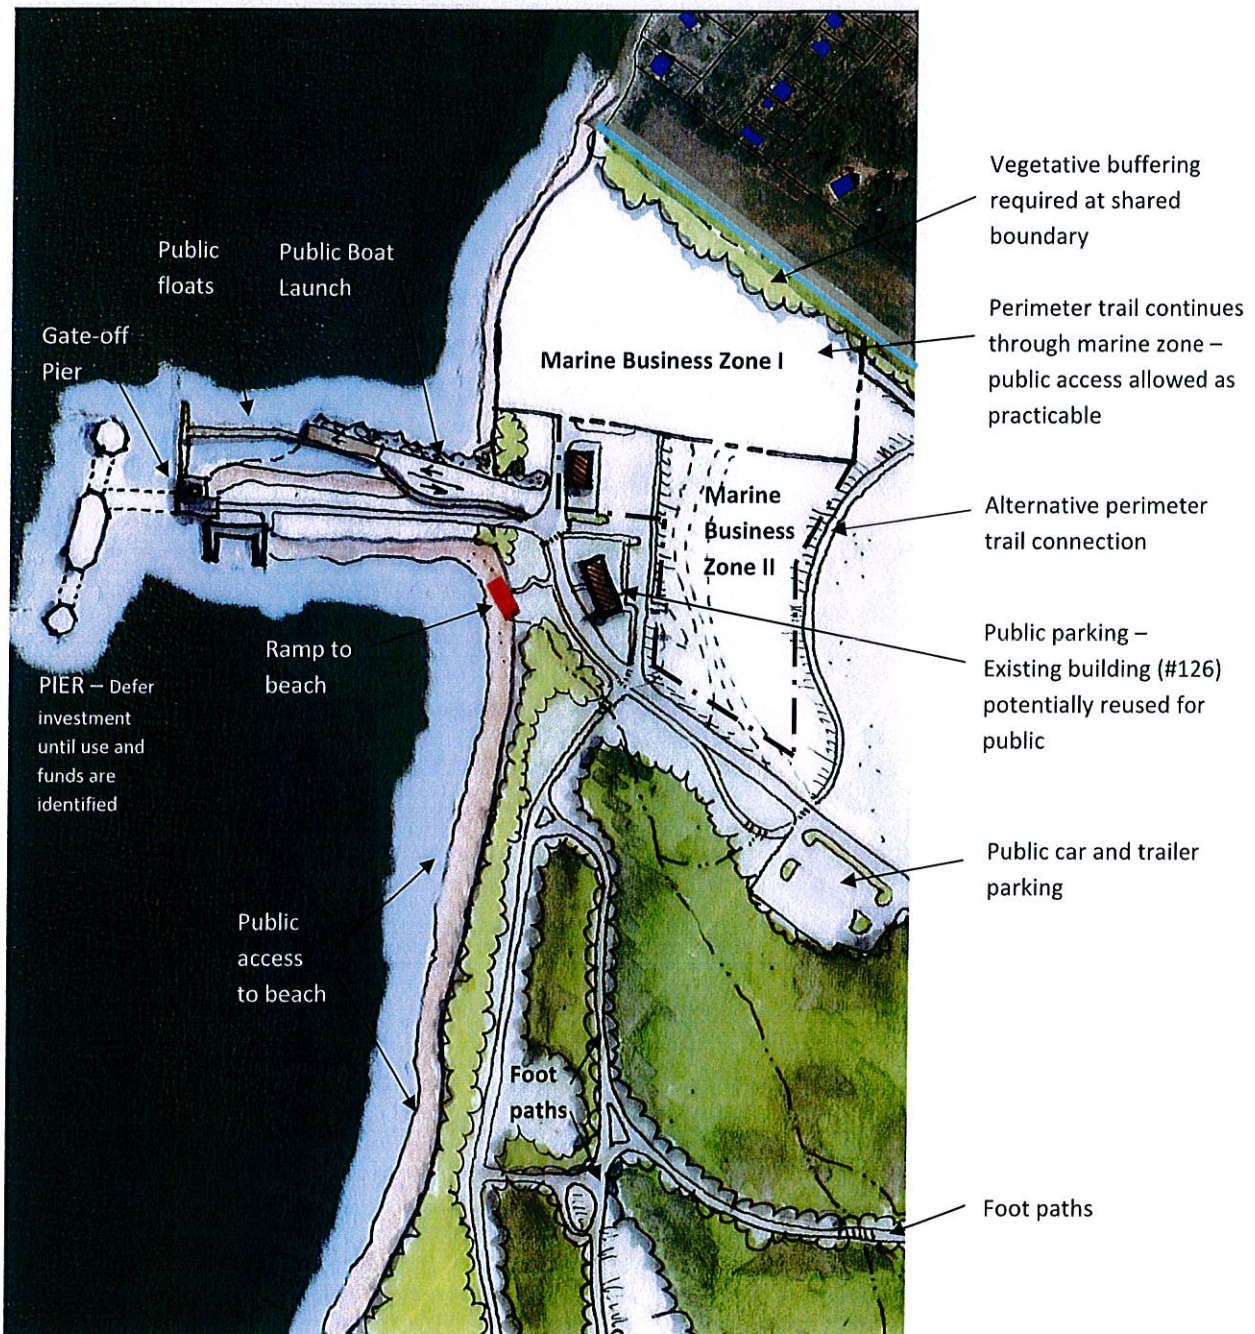 Vegetative buffering
required at shared
boundary
Public
floats
Public Boat
Launch
Gate-off
Pier
Perimeter trail continues
through marine zone –
public access allowed as
practicable
Marine Business Zone I
Marine
Business
Zone II
Alternative perimeter
trail connection
Ramp to
beach
Public parking –
Existing building (#126)
potentially reused for
public
PIER – Defer
investment
until use and
funds are
identified
Public car and trailer
parking
Public
access
to beach
Foot
paths
Foot paths